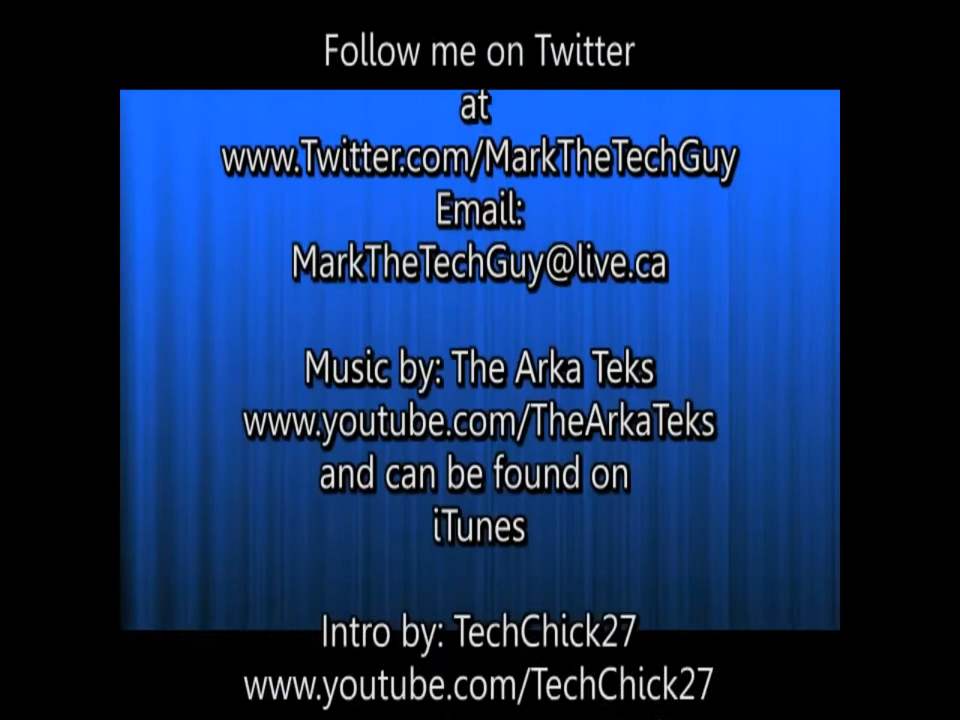 Follow me on Twitter
at
www.Twitter.com/MarkTheTechGuy
Email:
MarkTheTechGuy@live.ca
Music by: The Arka Teks
www.youtube.com/TheArkaTeks
and can be found on
iTunes
Intro by: TechChick27
www.youtube.com/TechChick27